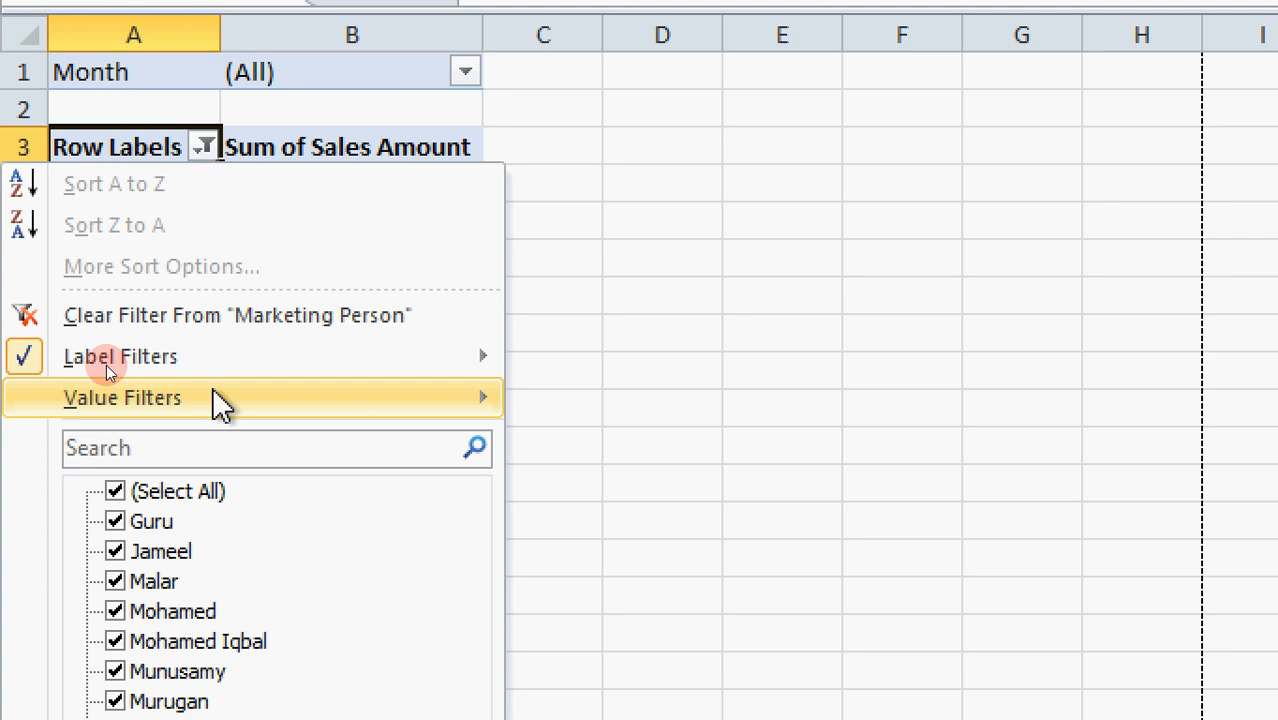 A B C D E F G H I
1 Month (All)
2
3 Row Labels Sum of Sales Amount
A
Z Sort A to Z
Z
A Sort Z to A
More Sort Options...
Clear Filter From "Marketing Person"
Label Filters
Value Filters
Search
(Select All)
Guru
Jameel
Malar
Mohamed
Mohamed Iqbal
Munusamy
Murugan